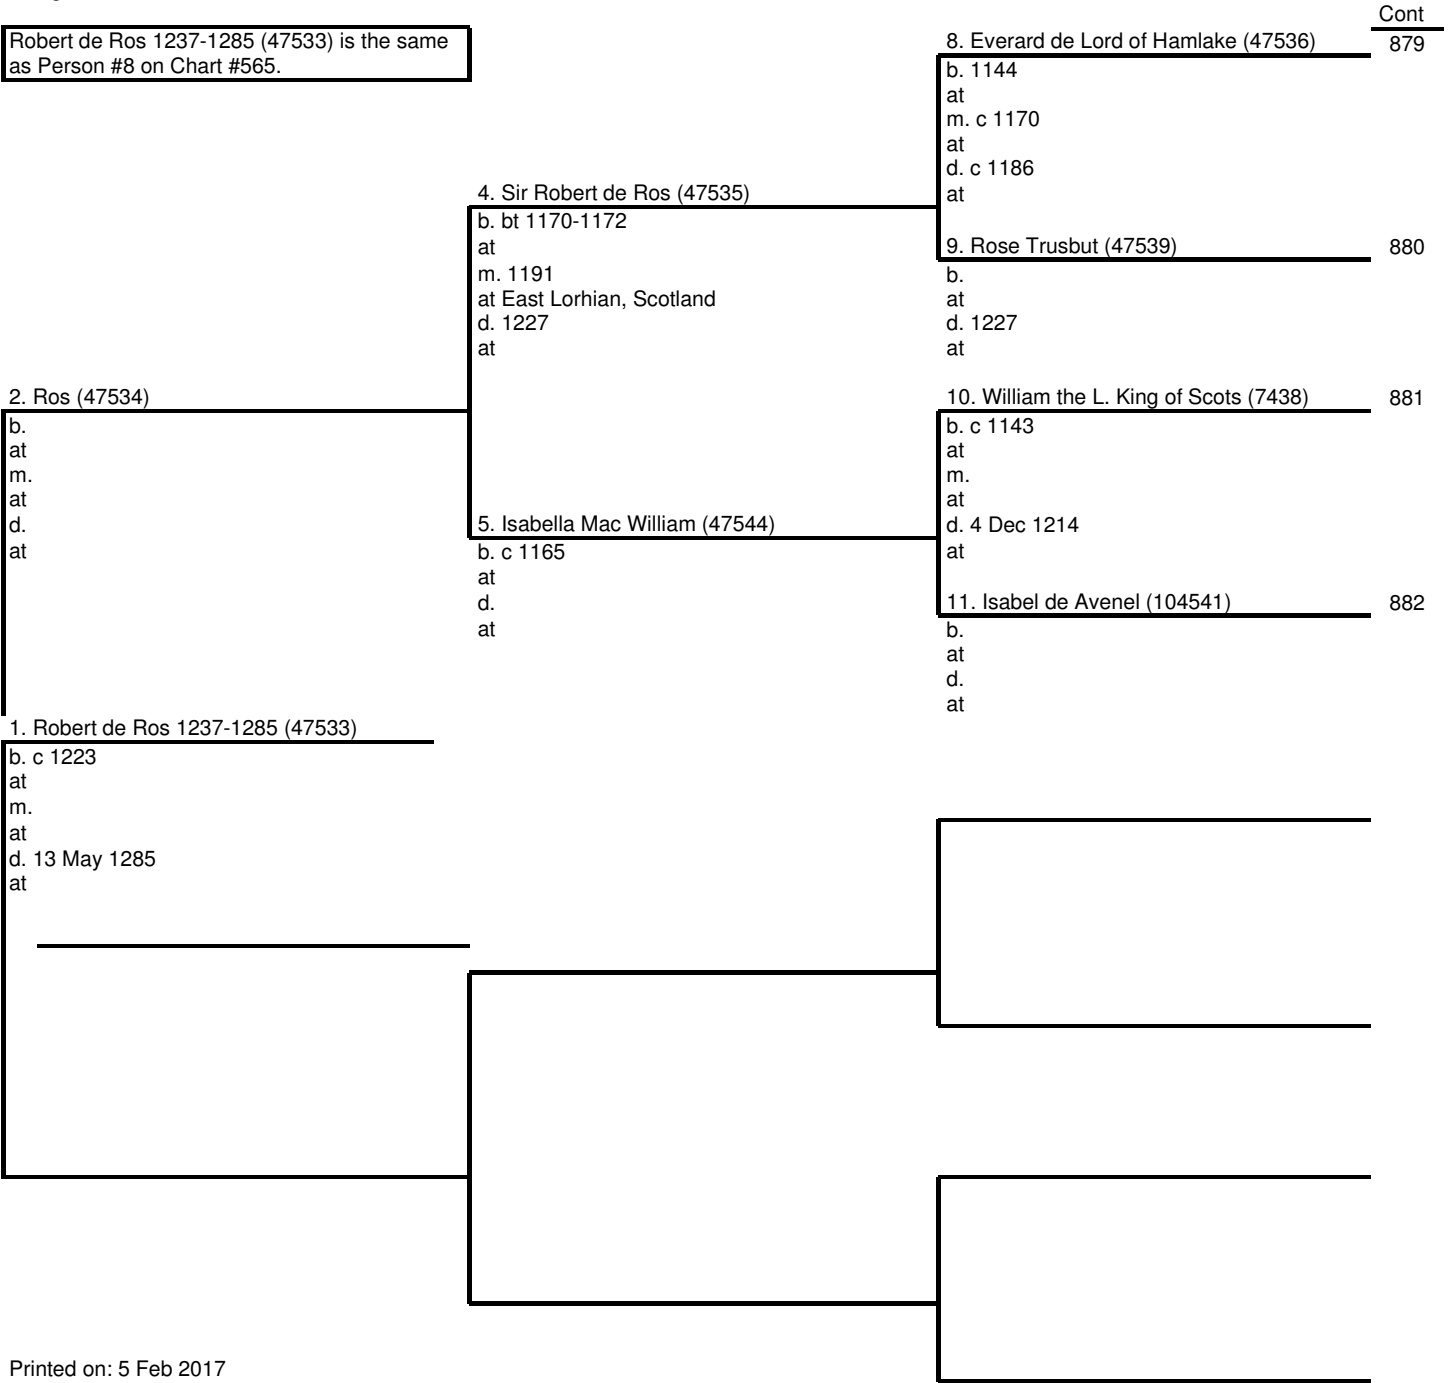 Cont
Robert de Ros 1237-1285 (47533) is the same
as Person #8 on Chart #565.
8. Everard de Lord of Hamlake (47536)
879
b. 1144
at
m. c 1170
at
d. c 1186
at
4. Sir Robert de Ros (47535)
b. bt 1170-1172
at
m. 1191
at East Lorhian, Scotland
d. 1227
at
9. Rose Trusbut (47539)
880
b.
at
d. 1227
at
2. Ros (47534)
b.
at
m.
at
d.
at
10. William the L. King of Scots (7438)
881
b. c 1143
at
m.
at
d. 4 Dec 1214
at
5. Isabella Mac William (47544)
b. c 1165
at
d.
at
11. Isabel de Avenel (104541)
882
b.
at
d.
at
1. Robert de Ros 1237-1285 (47533)
b. c 1223
at
m.
at
d. 13 May 1285
at
Printed on: 5 Feb 2017